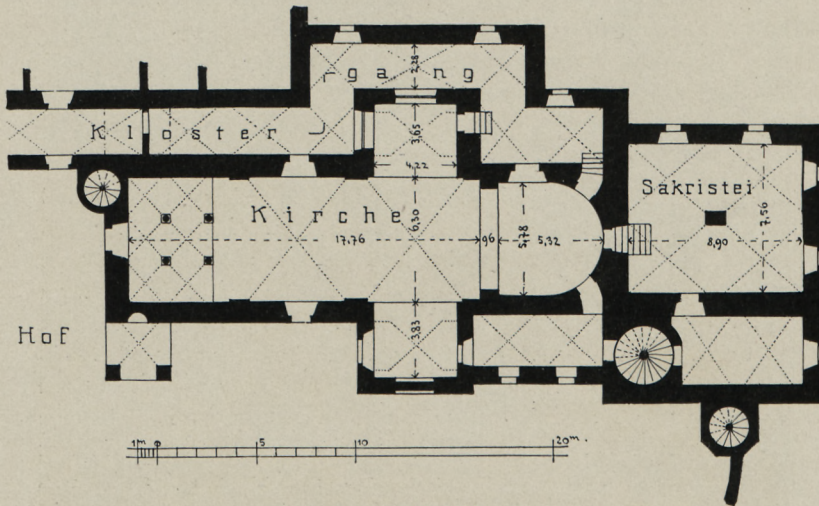 rgang
2,28
Kloster
3,65
4,22
Sakristei
Kirche
6,30
17,76
96
5,78
5,32
8,90
7,50
3,83
Hof
1m 0 5 10 20m.